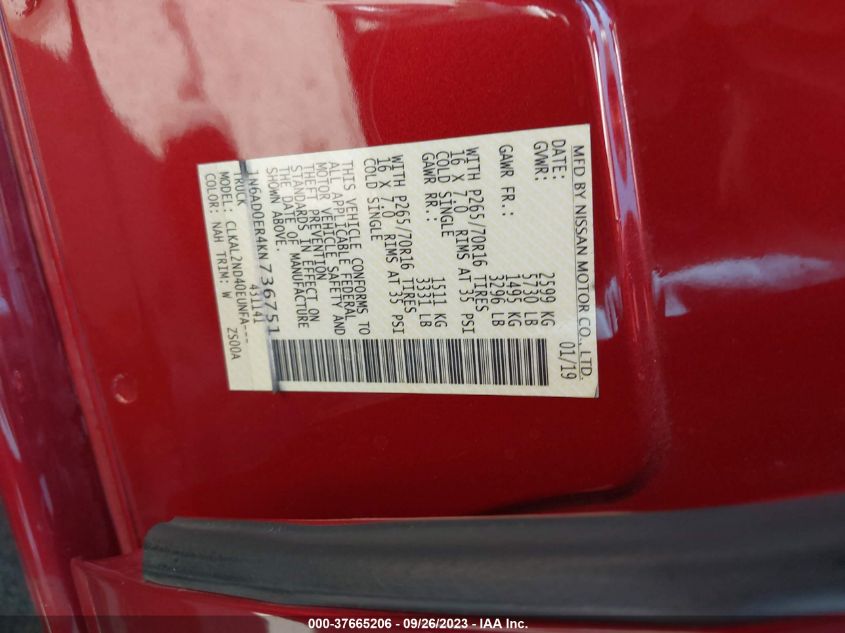 MFD BY NISSAN MOTOR CO., LTD.
DATE: 01/19
GVWR: 2599 KG
5730 LB
GAWR FR.: 1495 KG
3296 LB
WITH P265/70R16 TIRES
16 X 7.0 RIMS AT 35 PSI
COLD SINGLE
GAWR RR.: 1511 KG
3331 LB
WITH P265/70R16 TIRES
16 X 7.0 RIMS AT 35 PSI
COLD SINGLE
THIS VEHICLE CONFORMS TO
ALL APPLICABLE FEDERAL
MOTOR VEHICLE SAFETY AND
THEFT PREVENTION
STANDARDS IN EFFECT ON
THE DATE OF MANUFACTURE
SHOWN ABOVE.
1N6AD0ER4KN736751
TRUCK 431141
MODEL: CLKAL2ND40EUNFA---
COLOR: NAH TRIM: W Z500A
000-37665206 - 09/26/2023 - IAA Inc.